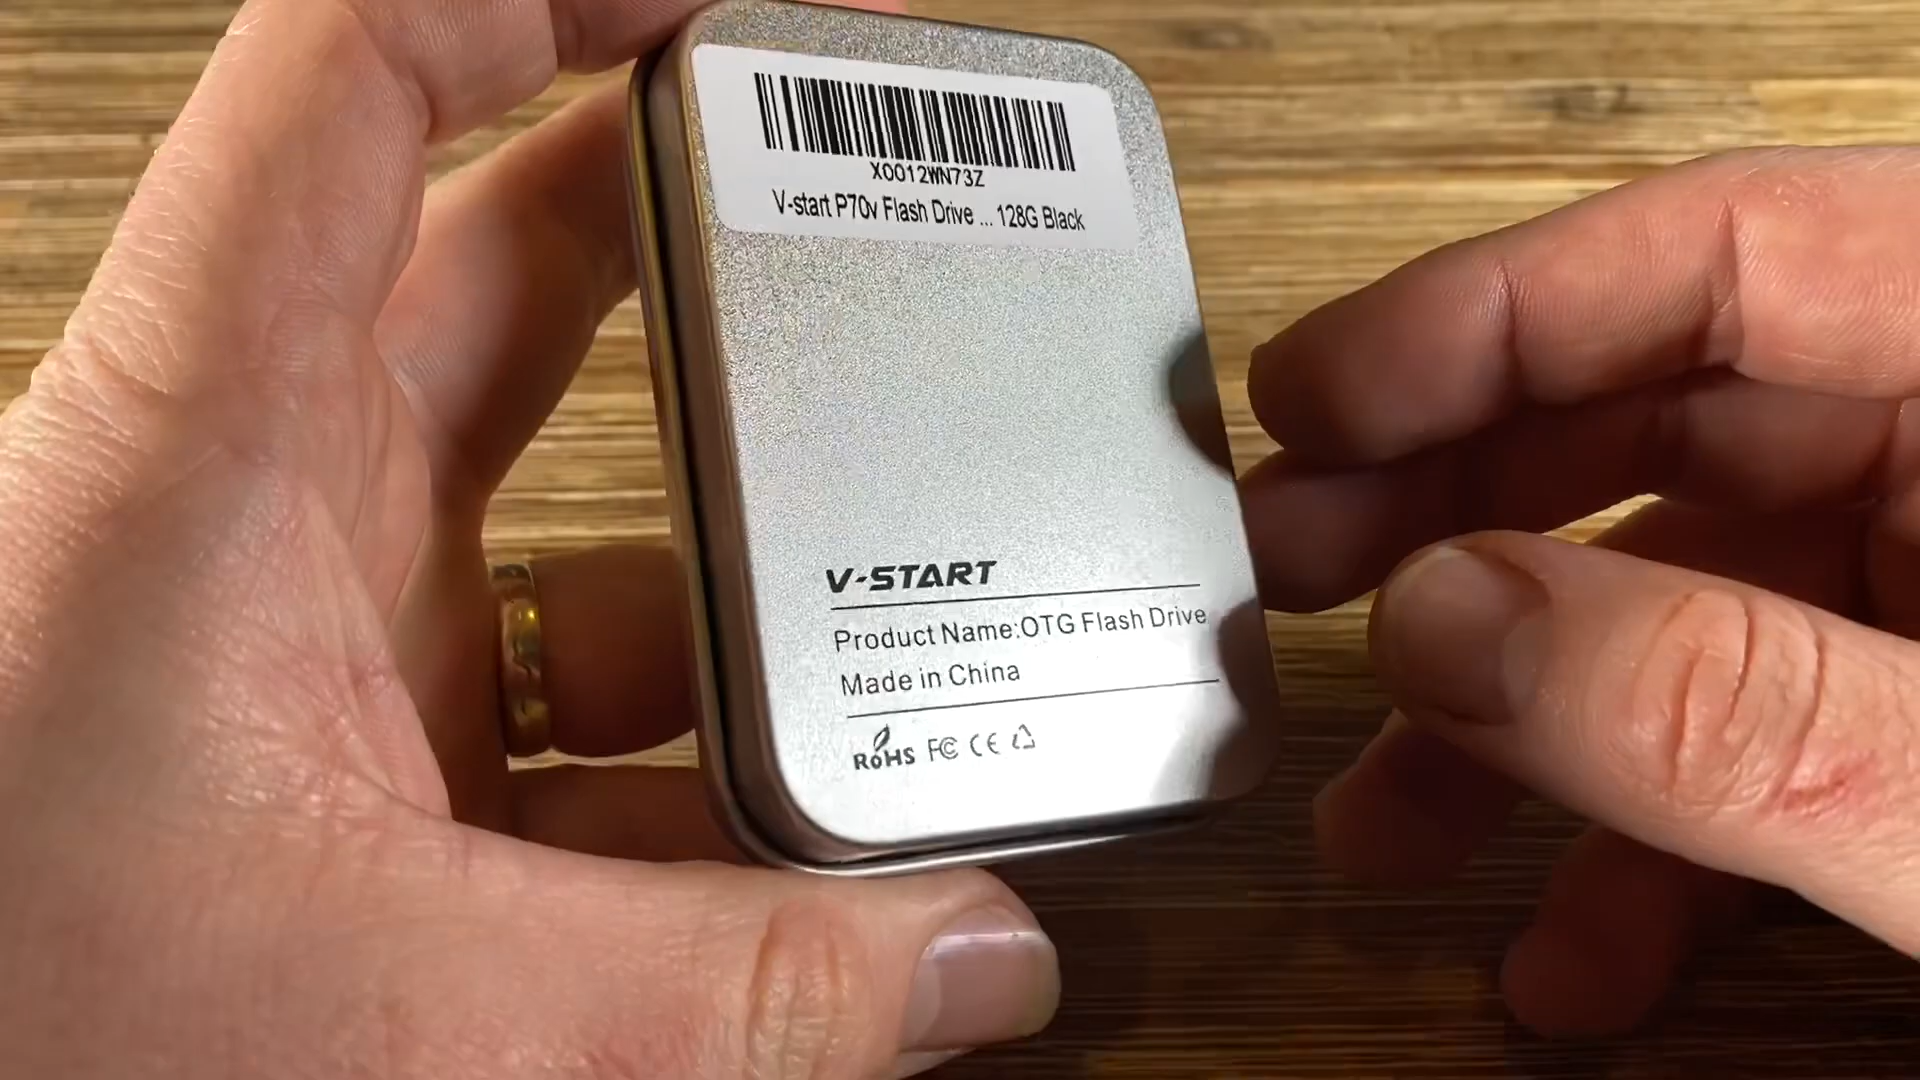 X0012WN73Z
V-start P70v Flash Drive ... 128G Black
V-START
Product Name:OTG Flash Drive
Made in China
RoHS FC CE